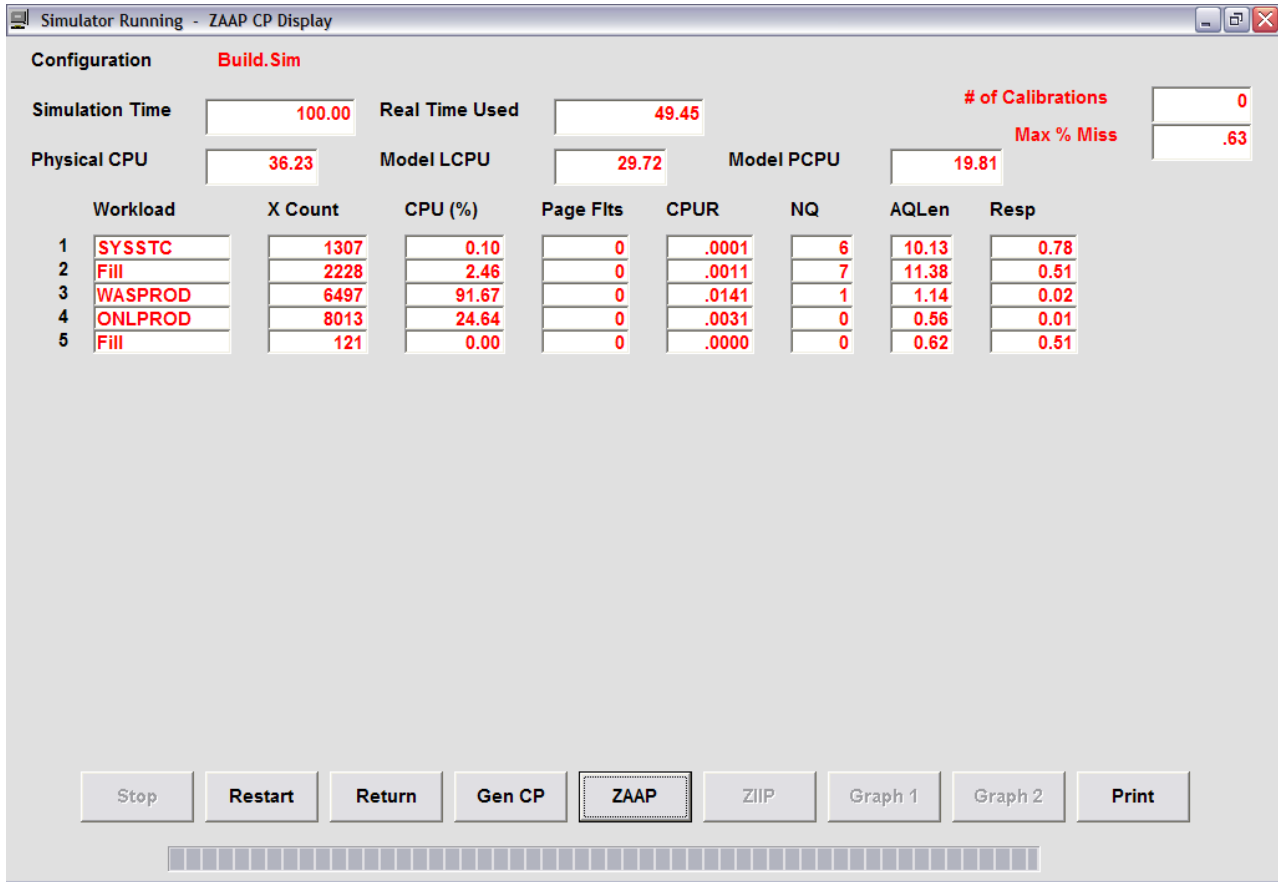 Simulator Running - ZAAP CP Display
Configuration Build.Sim
# of Calibrations 0
Simulation Time 100.00 Real Time Used 49.45
Max % Miss .63
Physical CPU 36.23 Model LCPU 29.72 Model PCPU 19.81
Workload X Count CPU (%) Page Flts CPUR NQ AQLen Resp
1 SYSSTC 1307 0.10 0 .0001 6 10.13 0.78
2 Fill 2228 2.46 0 .0011 7 11.38 0.51
3 WASPROD 6497 91.67 0 .0141 1 1.14 0.02
4 ONLPROD 8013 24.64 0 .0031 0 0.56 0.01
5 Fill 121 0.00 0 .0000 0 0.62 0.51
Stop Restart Return Gen CP ZAAP ZIIP Graph 1 Graph 2 Print